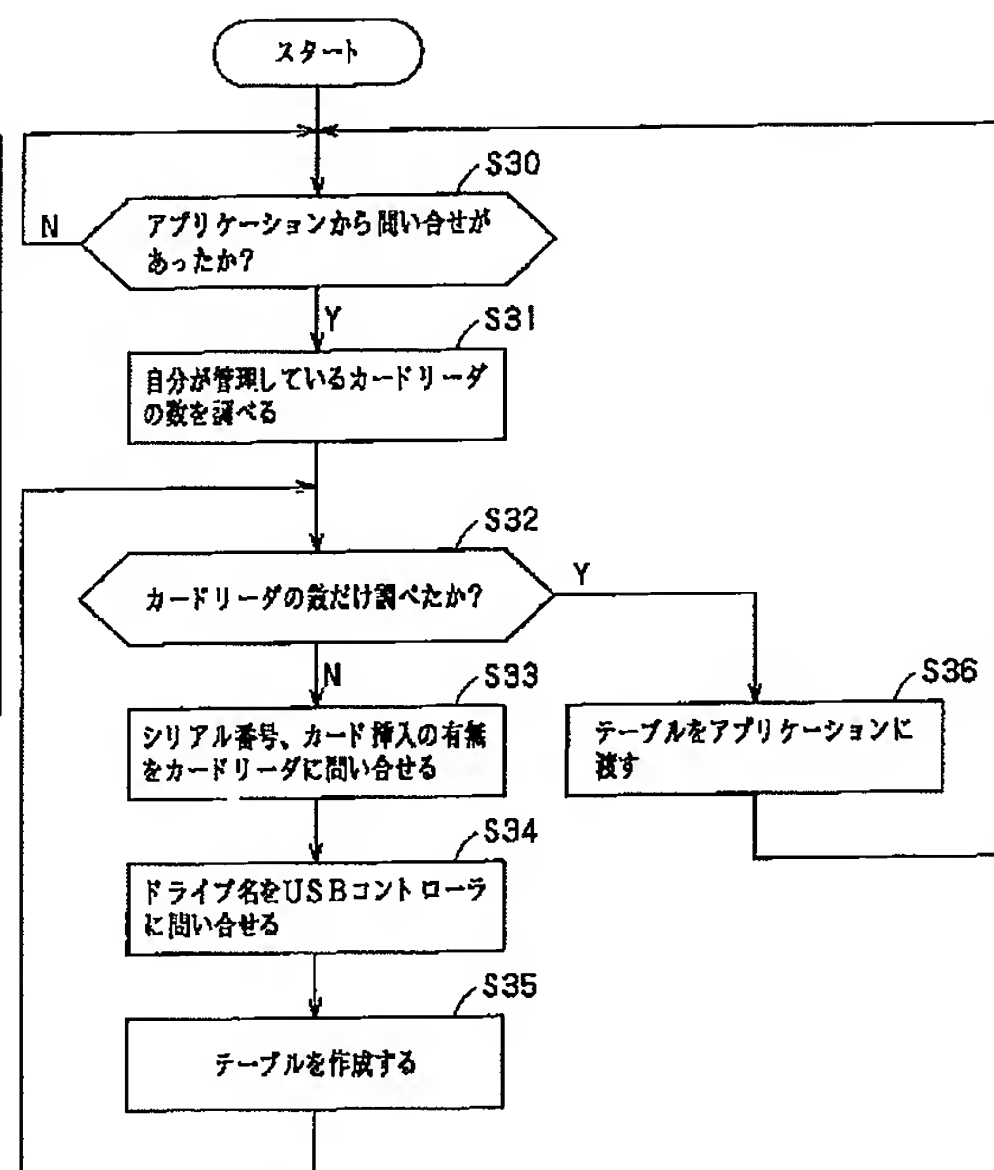 スタート
S30
N
アプリケーションから問い合せが
あったか?
Y
S31
自分が管理しているカードリーダ
の数を調べる
S32
カードリーダの数だけ調べたか?
Y
N
S33
シリアル番号、カード挿入の有無
をカードリーダに問い合せる
S36
テーブルをアプリケーションに
渡す
S34
ドライブ名をUSBコントローラ
に問い合せる
S35
テーブルを作成する